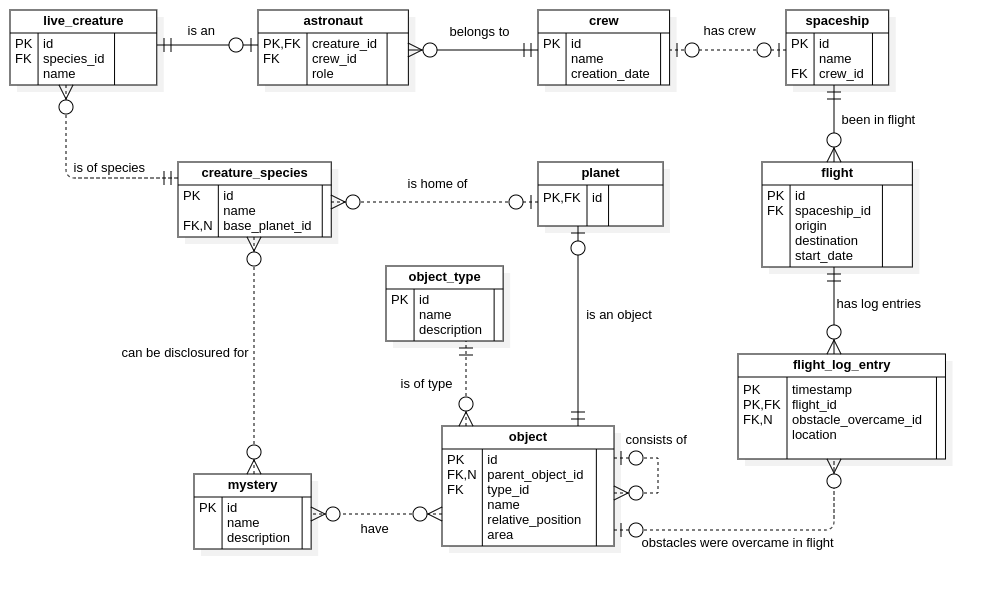 live_creature
PK id
FK species_id
name
is an
astronaut
PK,FK creature_id
FK crew_id
role
belongs to
crew
PK id
name
creation_date
has crew
spaceship
PK id
name
FK crew_id
been in flight
is of species
creature_species
PK id
name
FK,N base_planet_id
is home of
planet
PK,FK id
flight
PK id
FK spaceship_id
origin
destination
start_date
object_type
PK id
name
description
is an object
has log entries
can be disclosured for
is of type
flight_log_entry
PK timestamp
PK,FK flight_id
FK,N obstacle_overcame_id
location
object
PK id
FK,N parent_object_id
FK type_id
name
relative_position
area
consists of
mystery
PK id
name
description
have
obstacles were overcame in flight